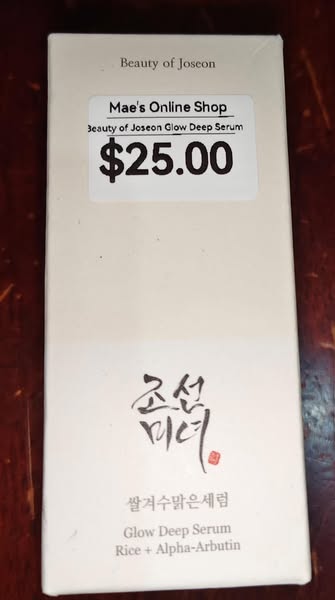 Beauty of Joseon
Mae's Online Shop
Beauty of Joseon Glow Deep Serum
$25.00
조선
미녀
쌀겨수맑은세럼
Glow Deep Serum
Rice + Alpha-Arbutin